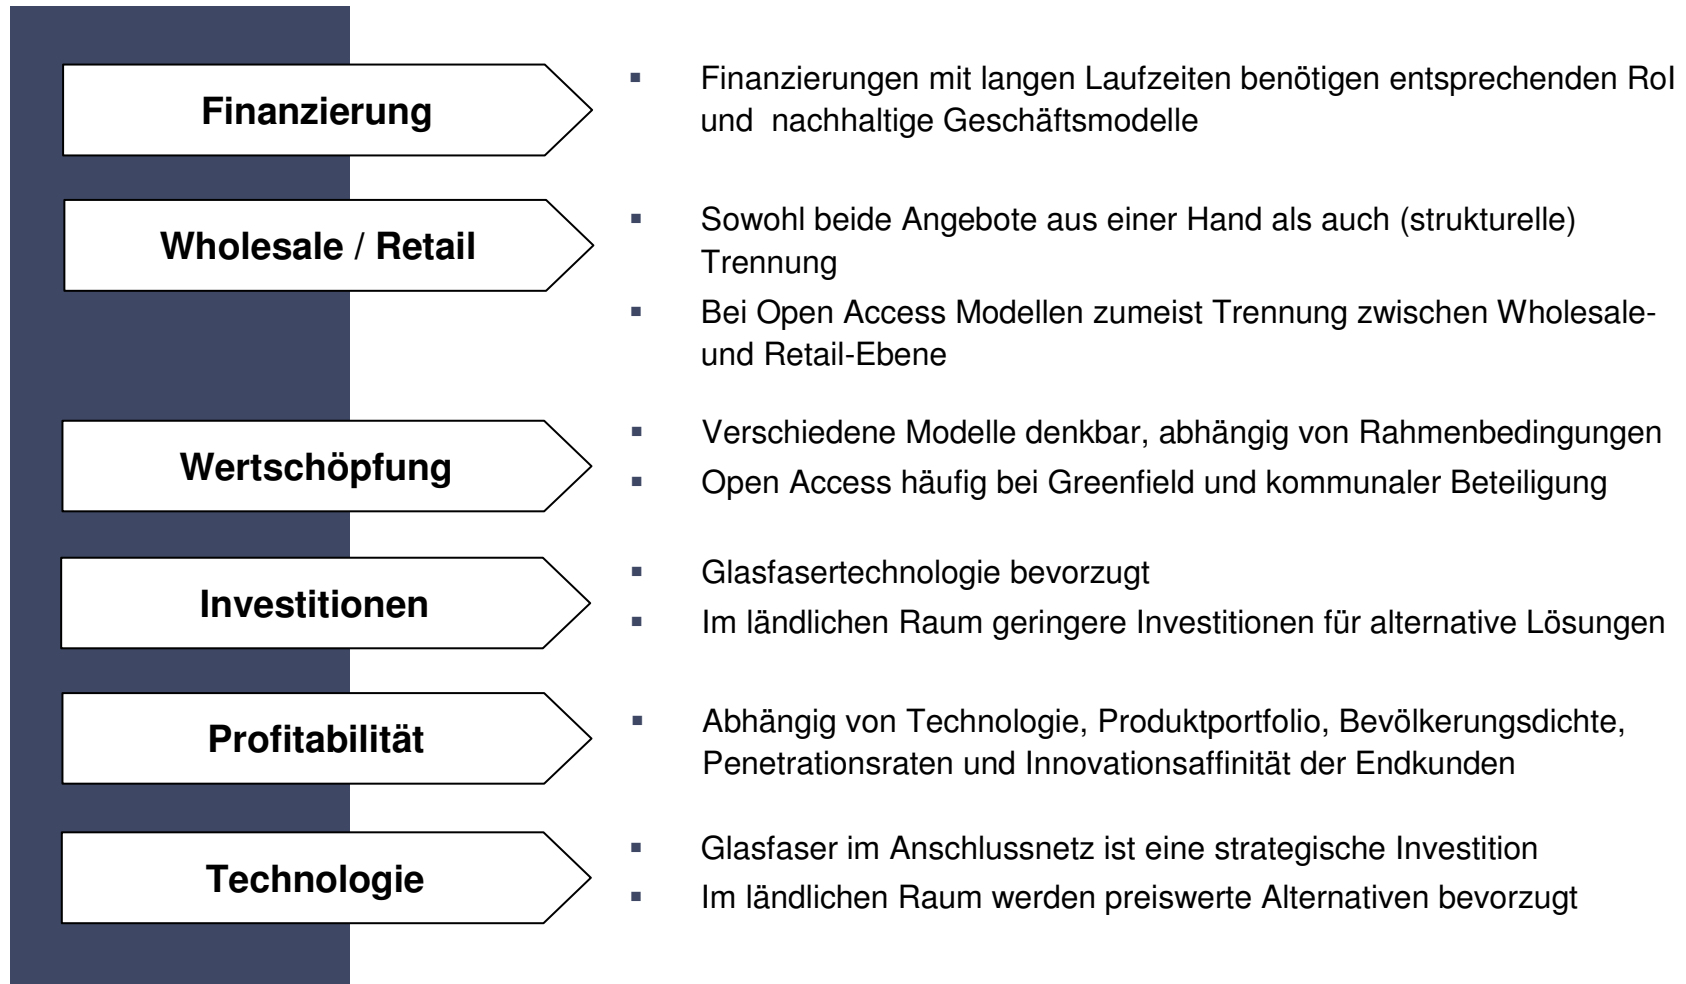 Finanzierung
▪ Finanzierungen mit langen Laufzeiten benötigen entsprechenden RoI
und nachhaltige Geschäftsmodelle
Wholesale / Retail
▪ Sowohl beide Angebote aus einer Hand als auch (strukturelle)
Trennung
▪ Bei Open Access Modellen zumeist Trennung zwischen Wholesale-
und Retail-Ebene
Wertschöpfung
▪ Verschiedene Modelle denkbar, abhängig von Rahmenbedingungen
▪ Open Access häufig bei Greenfield und kommunaler Beteiligung
Investitionen
▪ Glasfasertechnologie bevorzugt
▪ Im ländlichen Raum geringere Investitionen für alternative Lösungen
Profitabilität
▪ Abhängig von Technologie, Produktportfolio, Bevölkerungsdichte,
Penetrationsraten und Innovationsaffinität der Endkunden
Technologie
▪ Glasfaser im Anschlussnetz ist eine strategische Investition
▪ Im ländlichen Raum werden preiswerte Alternativen bevorzugt